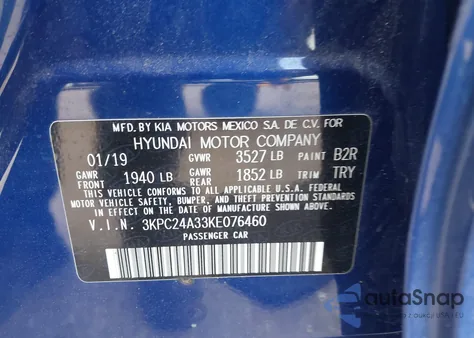 MFD. BY KIA MOTORS MEXICO S.A. DE C.V. FOR
HYUNDAI MOTOR COMPANY
01/19 GVWR 3527 LB PAINT B2R
GAWR FRONT 1940 LB GAWR REAR 1852 LB TRIM TRY
THIS VEHICLE CONFORMS TO ALL APPLICABLE U.S.A. FEDERAL
MOTOR VEHICLE SAFETY, BUMPER, AND THEFT PREVENTION
STANDARDS IN EFFECT ON THE DATE OF MANUFACTURE SHOWN ABOVE.
V.I.N. 3KPC24A33KE076460
PASSENGER CAR
autoSnap